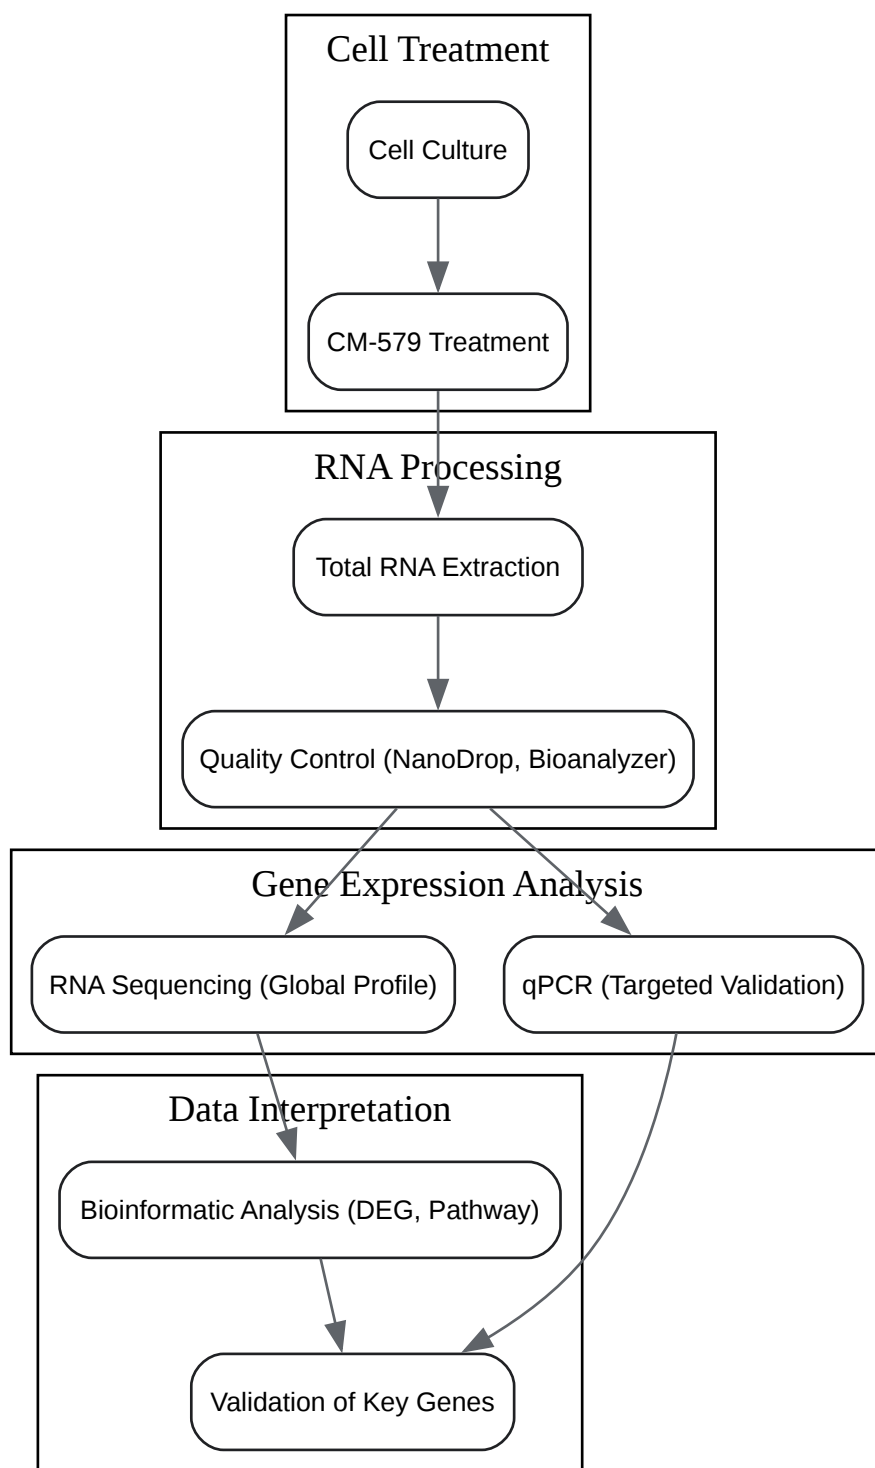 Cell Treatment
Cell Culture
CM-579 Treatment
RNA Processing
Total RNA Extraction
Quality Control (NanoDrop, Bioanalyzer)
Gene Expression Analysis
RNA Sequencing (Global Profile)
qPCR (Targeted Validation)
Data Interpretation
Bioinformatic Analysis (DEG, Pathway)
Validation of Key Genes